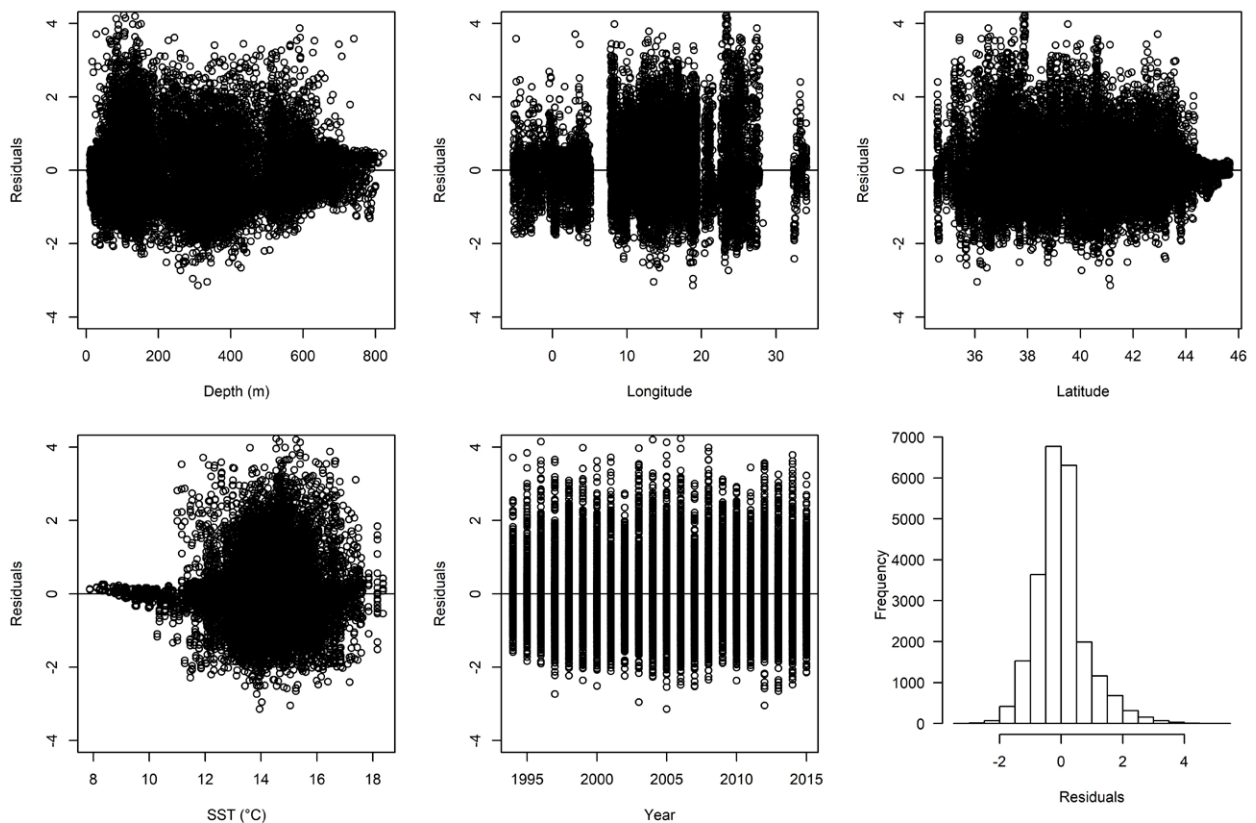 Residuals
4
2
0
-2
-4
0 200 400 600 800
Depth (m)
Residuals
4
2
0
-2
-4
0 10 20 30
Longitude
Residuals
4
2
0
-2
-4
36 38 40 42 44 46
Latitude
Residuals
4
2
0
-2
-4
8 10 12 14 16 18
SST (°C)
Residuals
4
2
0
-2
-4
1995 2000 2005 2010 2015
Year
Frequency
7000
6000
5000
4000
3000
2000
1000
0
-2 0 2 4
Residuals